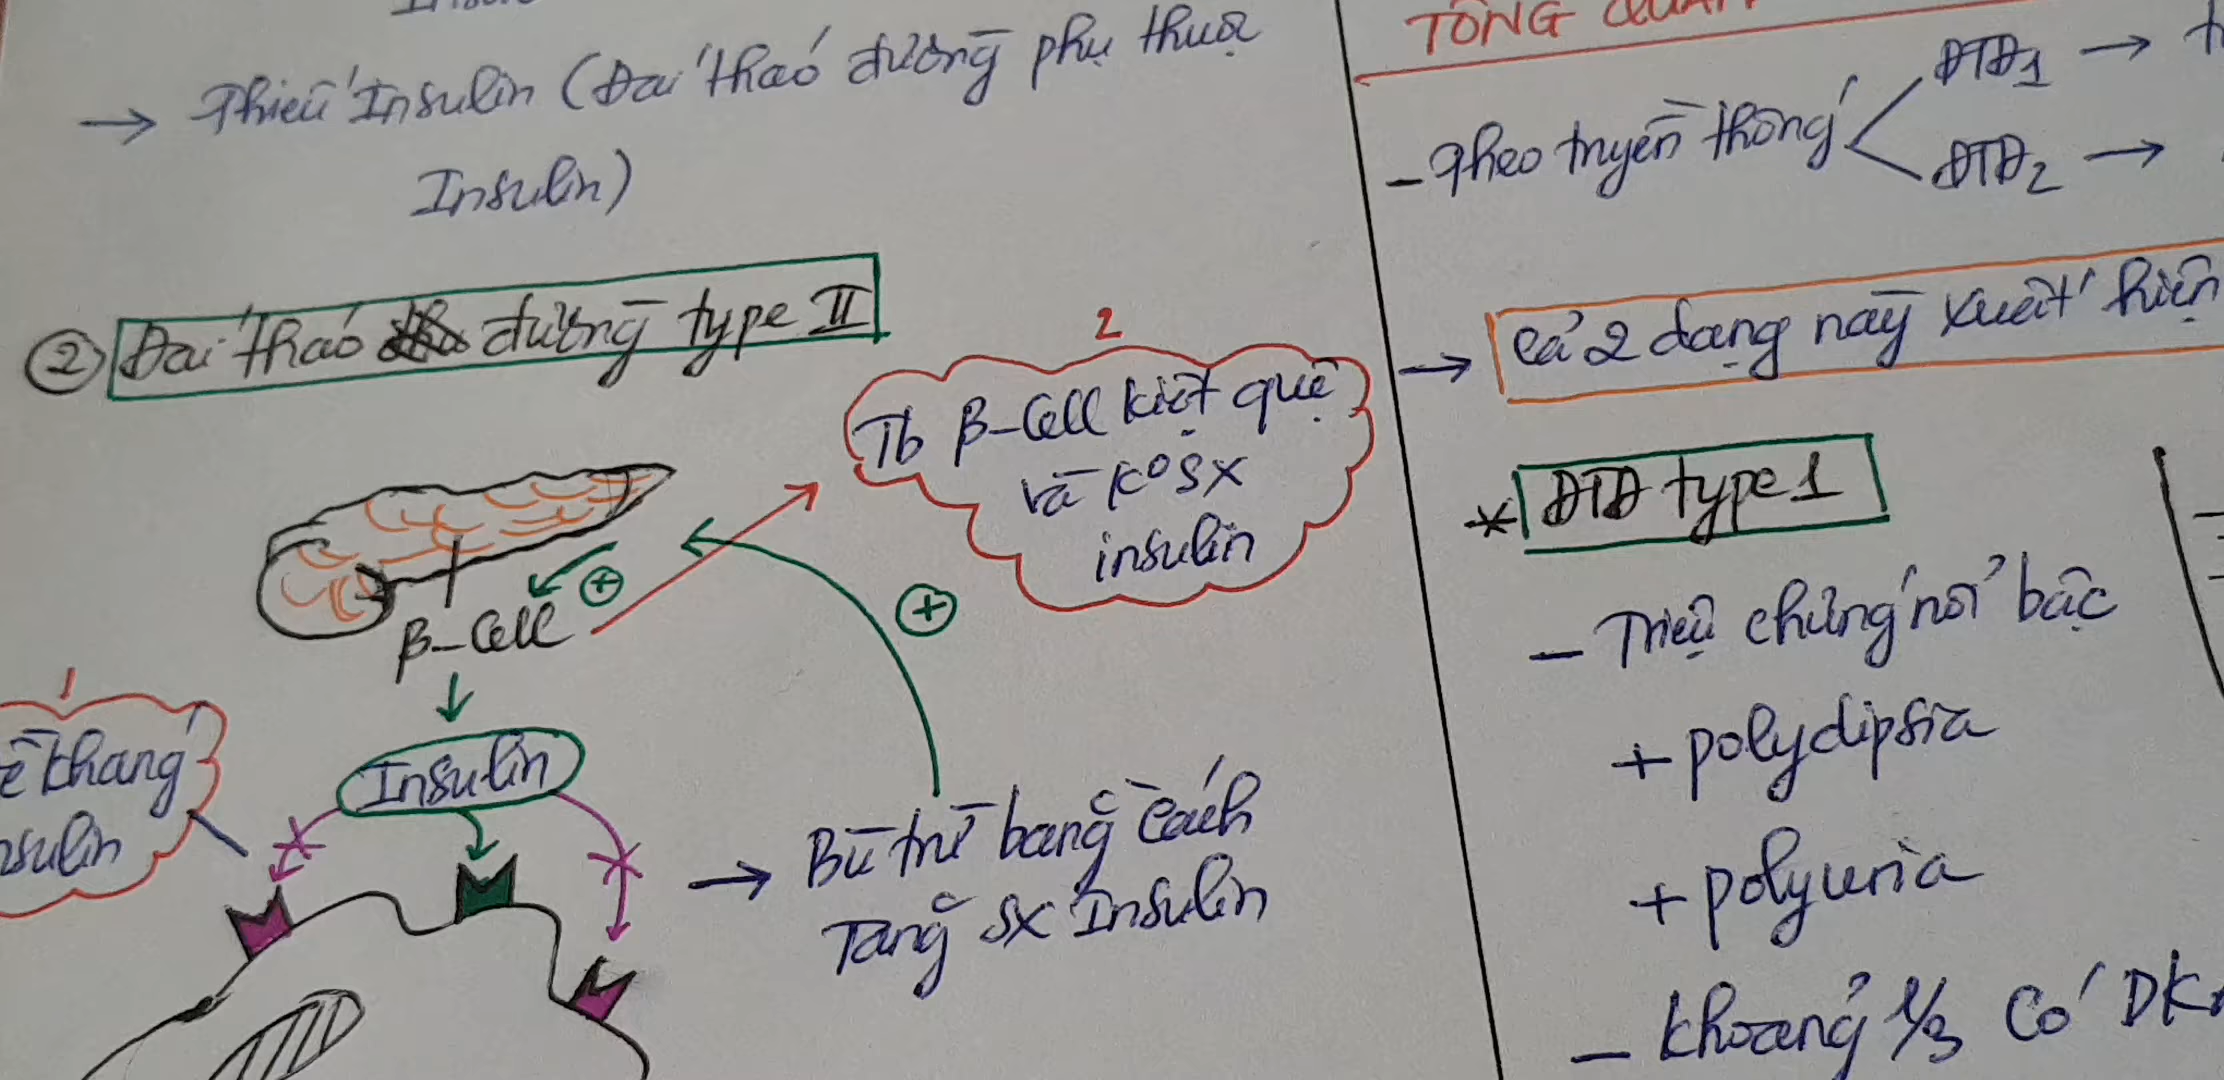 → Thiếu Insulin (Đái tháo đường phụ thuộc
Insulin)
② Đái tháo đường type II
2
Tb β-Cell kiệt quệ
và K° SX
insulin
+
+
β-Cell
1
kháng
Insulin
→ Bù trừ bằng cách
Tăng SX Insulin
TỔNG QUAN
- Theo truyền thống
ĐTĐ1 →
ĐTĐ2 →
→ Cả 2 dạng này xuất hiện
* ĐTĐ type 1
- Triệu chứng nổi bậc
+ polydipsia
+ polyuria
- Khoảng 1/3 Có DK